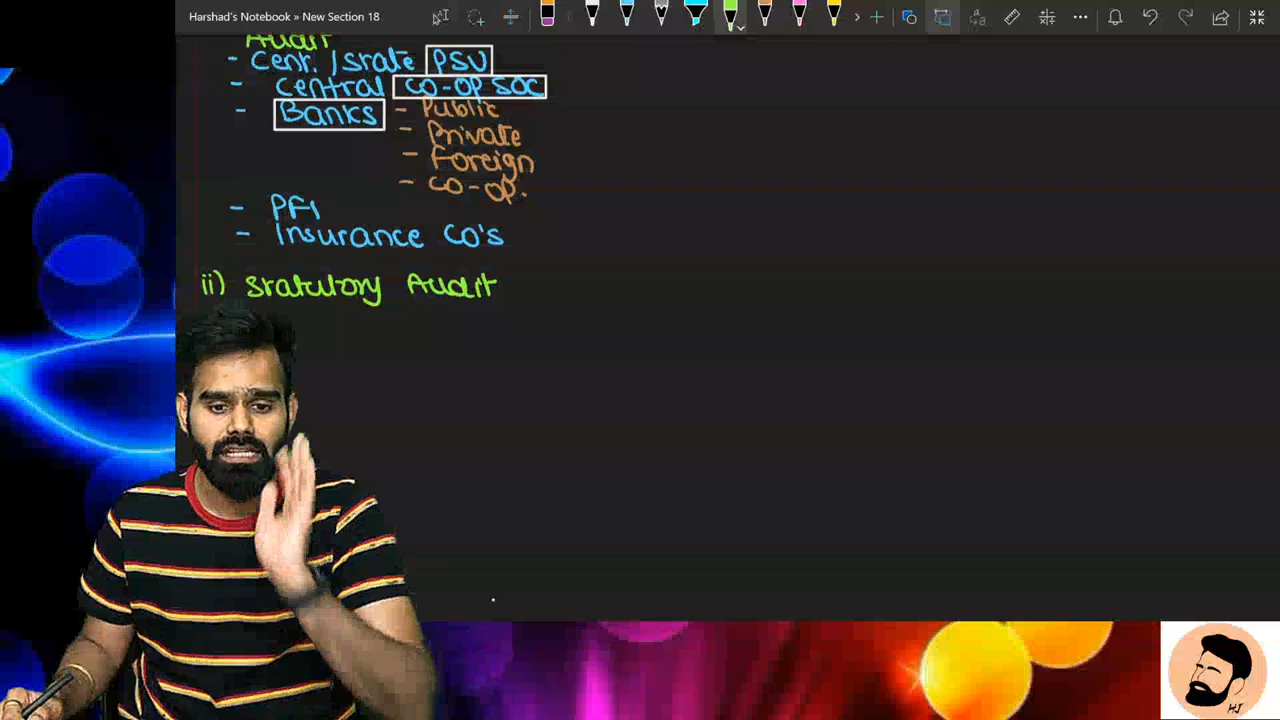 Harshad's Notebook » New Section 18
Audit
- Cent. / State PSU
- Central CO-OP SOC
- Banks - Public
- Private
- Foreign
- CO-OP.
- PFI
- Insurance CO's
ii) Statutory Audit
HJ